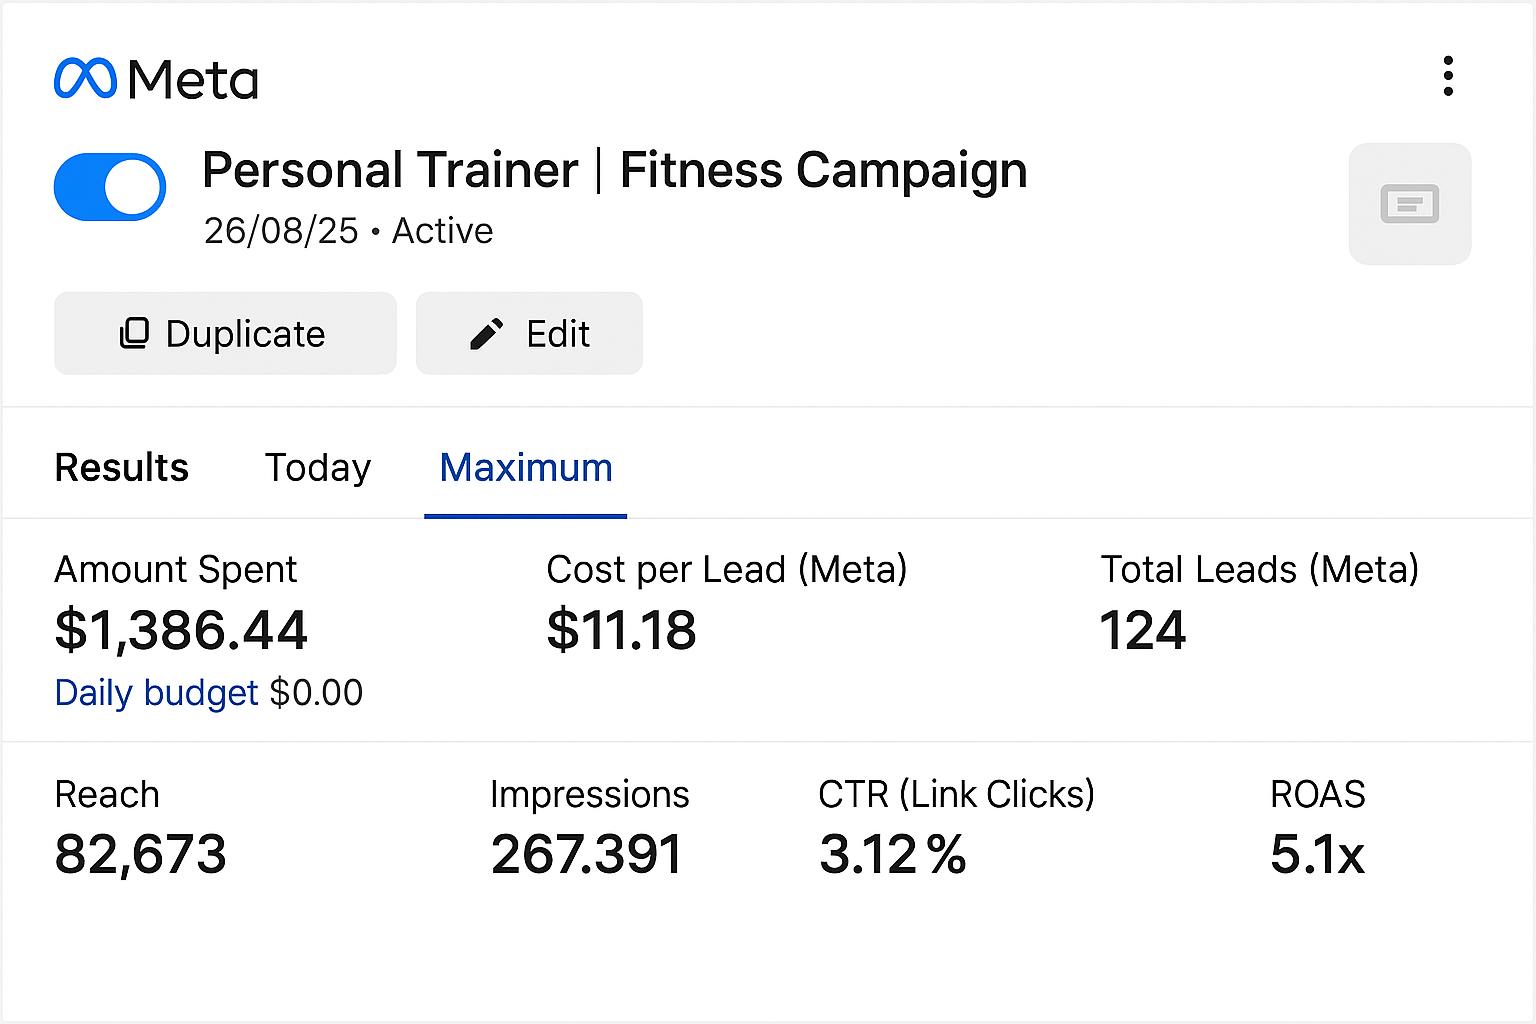 Meta
Personal Trainer | Fitness Campaign
26/08/25 • Active
Duplicate
Edit
Results
Today
Maximum
Amount Spent
$1,386.44
Daily budget $0.00
Cost per Lead (Meta)
$11.18
Total Leads (Meta)
124
Reach
82,673
Impressions
267.391
CTR (Link Clicks)
3.12 %
ROAS
5.1x